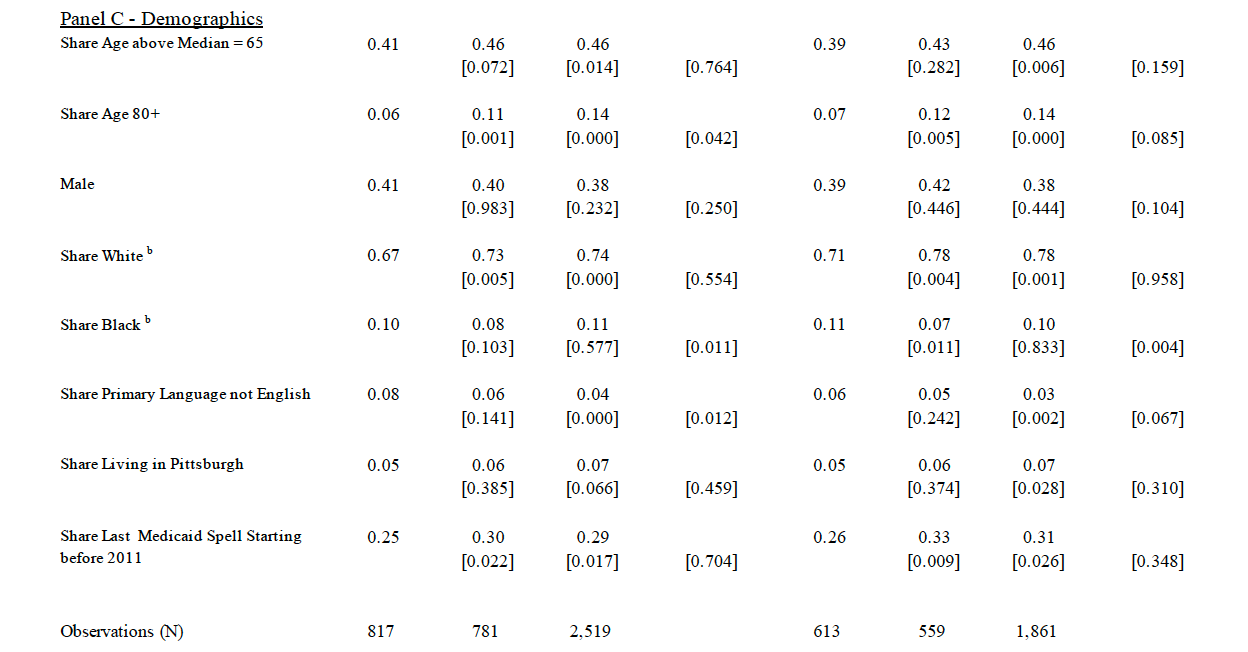 Panel C - Demographics
Share Age above Median = 65 0.41 0.46 0.46 0.39 0.43 0.46
[0.072] [0.014] [0.764] [0.282] [0.006] [0.159]
Share Age 80+ 0.06 0.11 0.14 0.07 0.12 0.14
[0.001] [0.000] [0.042] [0.005] [0.000] [0.085]
Male 0.41 0.40 0.38 0.39 0.42 0.38
[0.983] [0.232] [0.250] [0.446] [0.444] [0.104]
Share White b 0.67 0.73 0.74 0.71 0.78 0.78
[0.005] [0.000] [0.554] [0.004] [0.001] [0.958]
Share Black b 0.10 0.08 0.11 0.11 0.07 0.10
[0.103] [0.577] [0.011] [0.011] [0.833] [0.004]
Share Primary Language not English 0.08 0.06 0.04 0.06 0.05 0.03
[0.141] [0.000] [0.012] [0.242] [0.002] [0.067]
Share Living in Pittsburgh 0.05 0.06 0.07 0.05 0.06 0.07
[0.385] [0.066] [0.459] [0.374] [0.028] [0.310]
Share Last Medicaid Spell Starting 0.25 0.30 0.29 0.26 0.33 0.31
before 2011 [0.022] [0.017] [0.704] [0.009] [0.026] [0.348]
Observations (N) 817 781 2,519 613 559 1,861